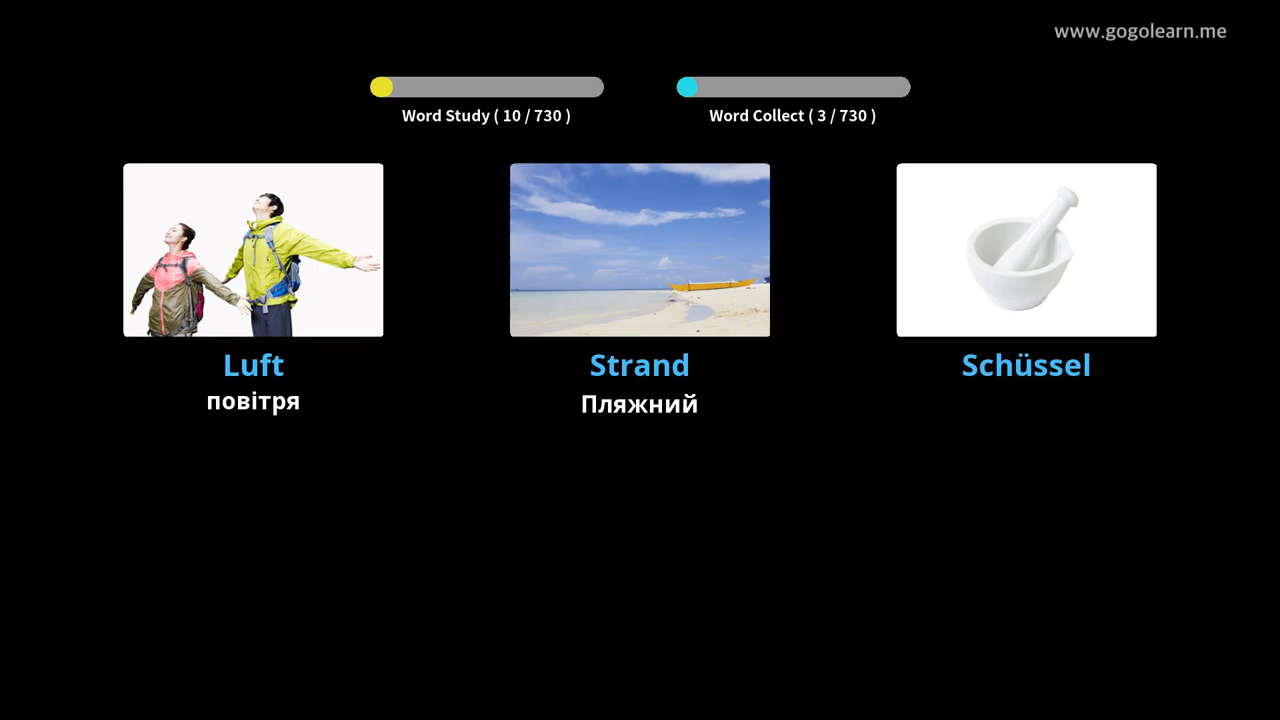 www.gogolearn.me
Word Study ( 10 / 730 )
Word Collect ( 3 / 730 )
Luft
повітря
Strand
Пляжний
Schüssel